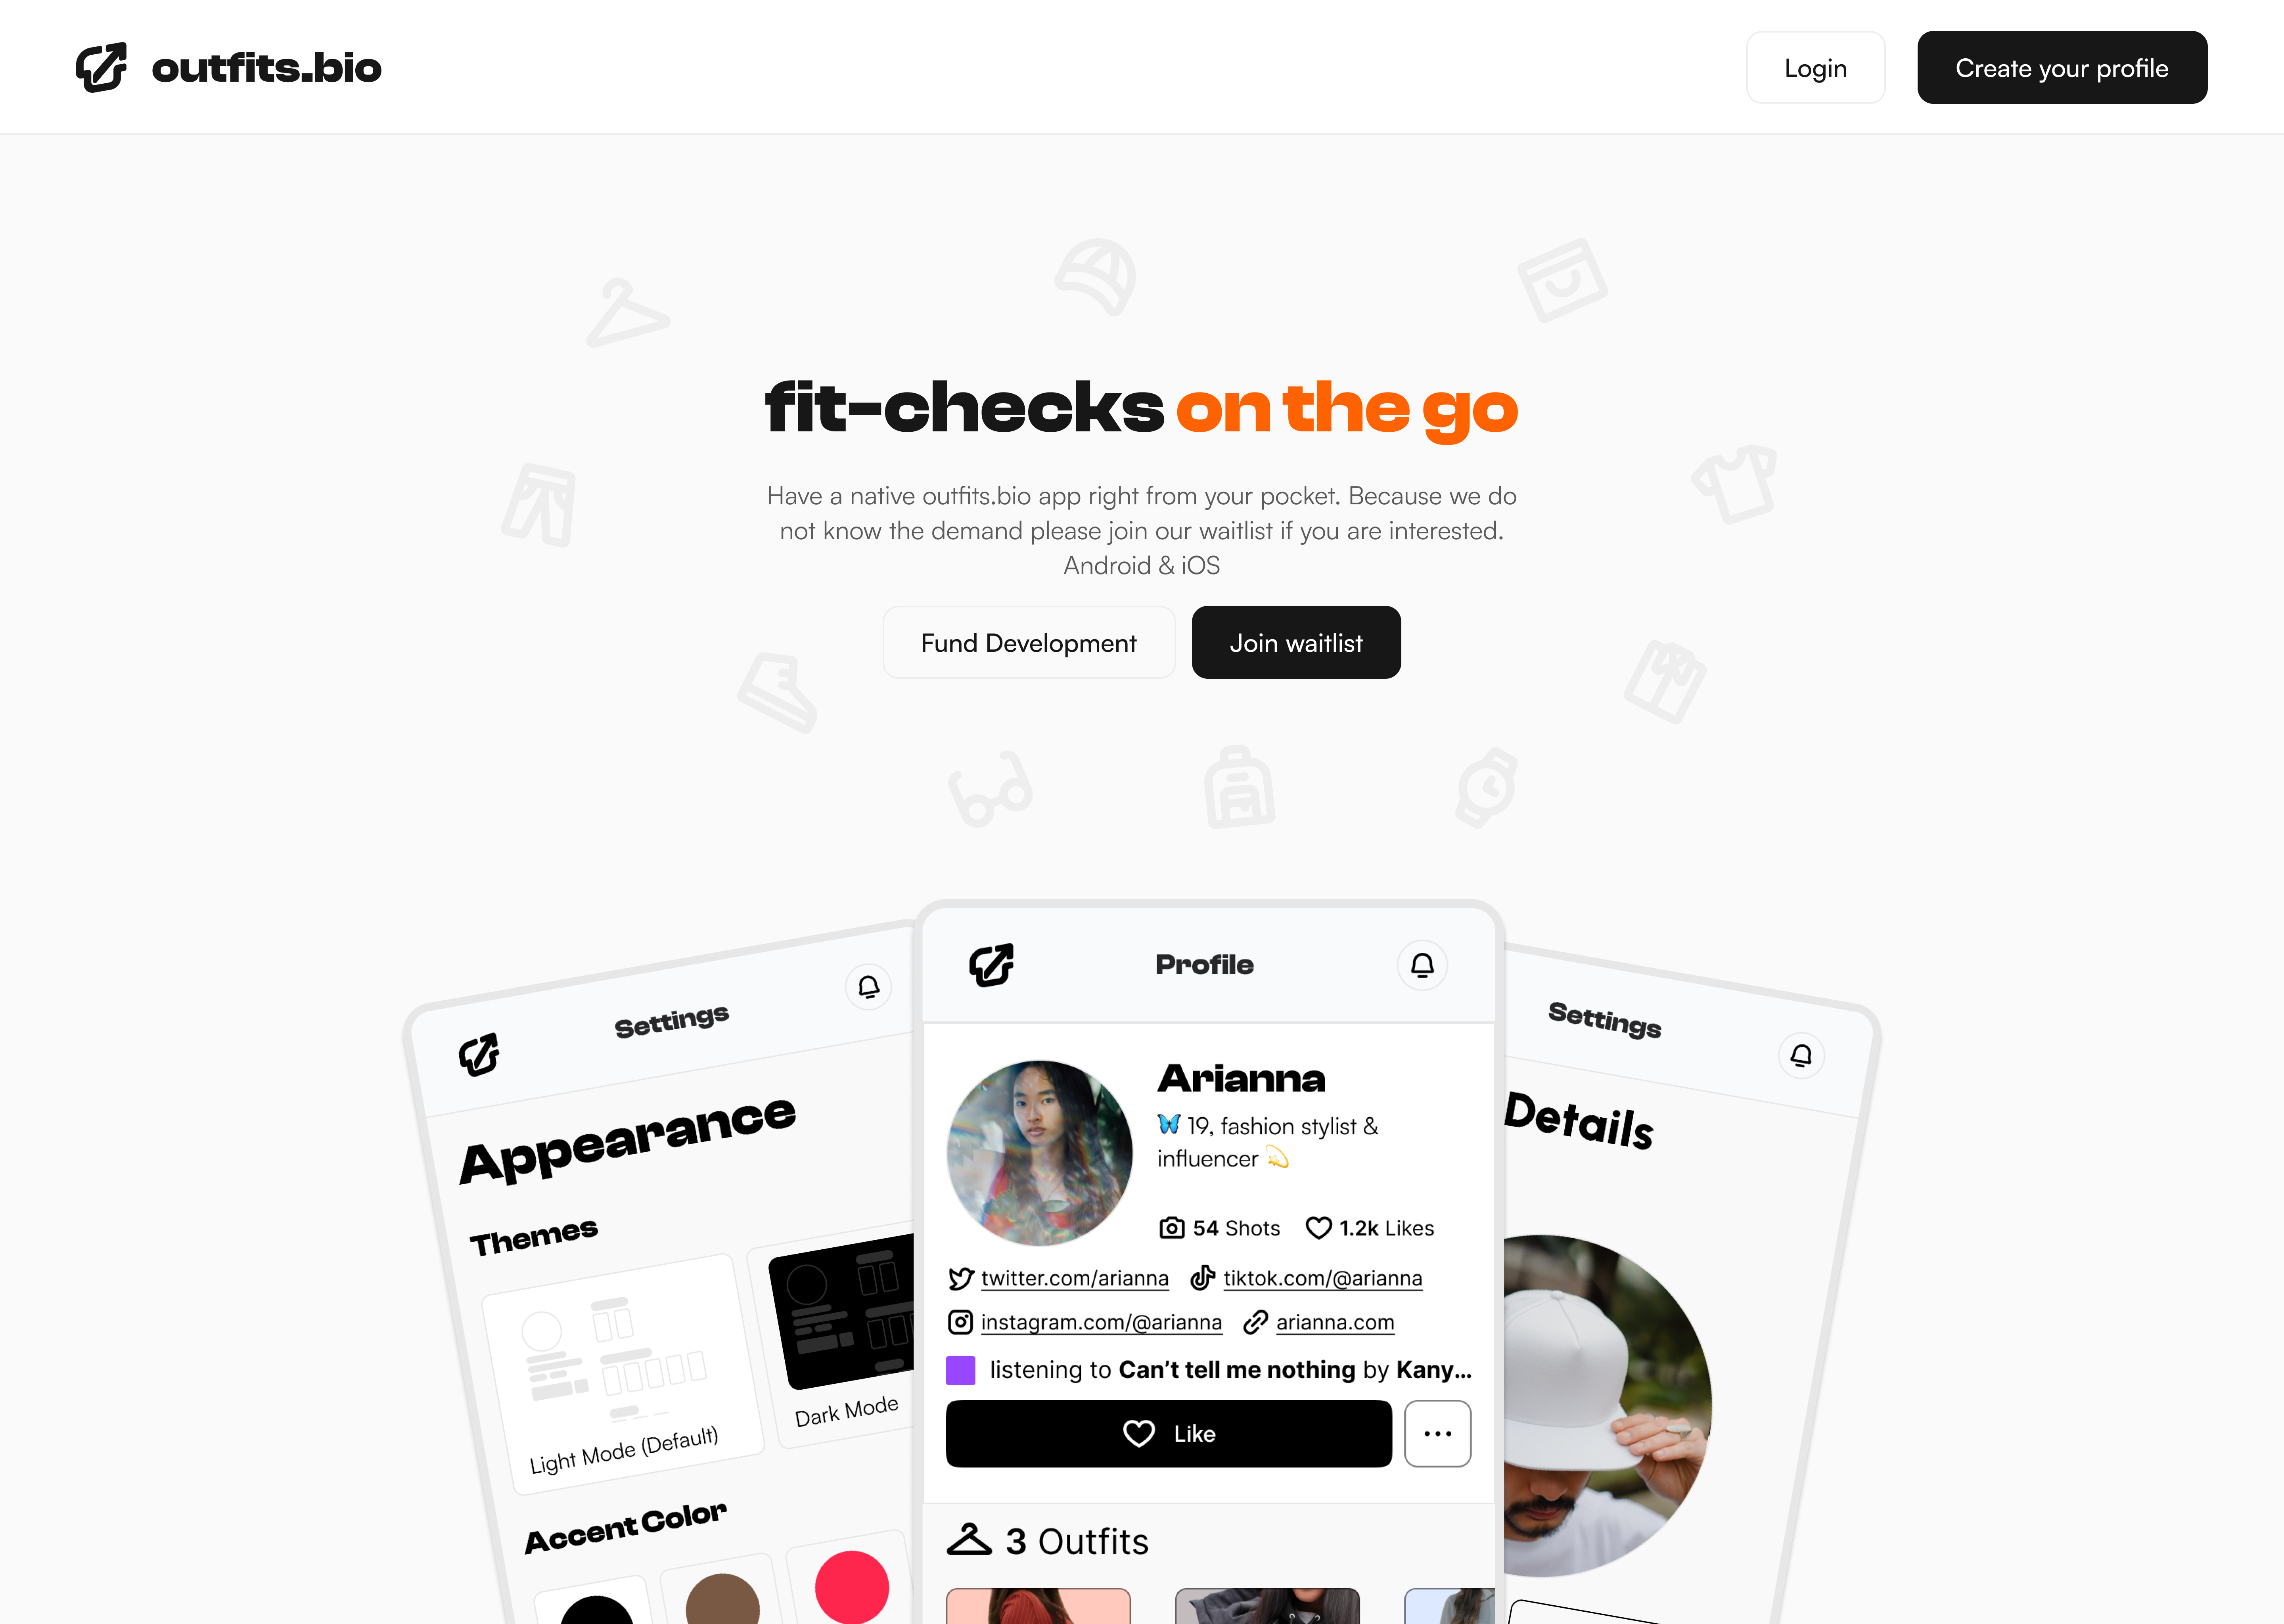 outfits.bio
Login
Create your profile
fit-checks on the go
Have a native outfits.bio app right from your pocket. Because we do
not know the demand please join our waitlist if you are interested.
Android & iOS
Fund Development
Join waitlist
Settings
Appearance
Themes
Light Mode (Default)
Dark Mode
Accent Color
Profile
Arianna
🦋 19, fashion stylist &
influencer 💫
54 Shots
1.2k Likes
twitter.com/arianna
tiktok.com/@arianna
instagram.com/@arianna
arianna.com
listening to Can't tell me nothing by Kany...
Like
3 Outfits
Settings
Details